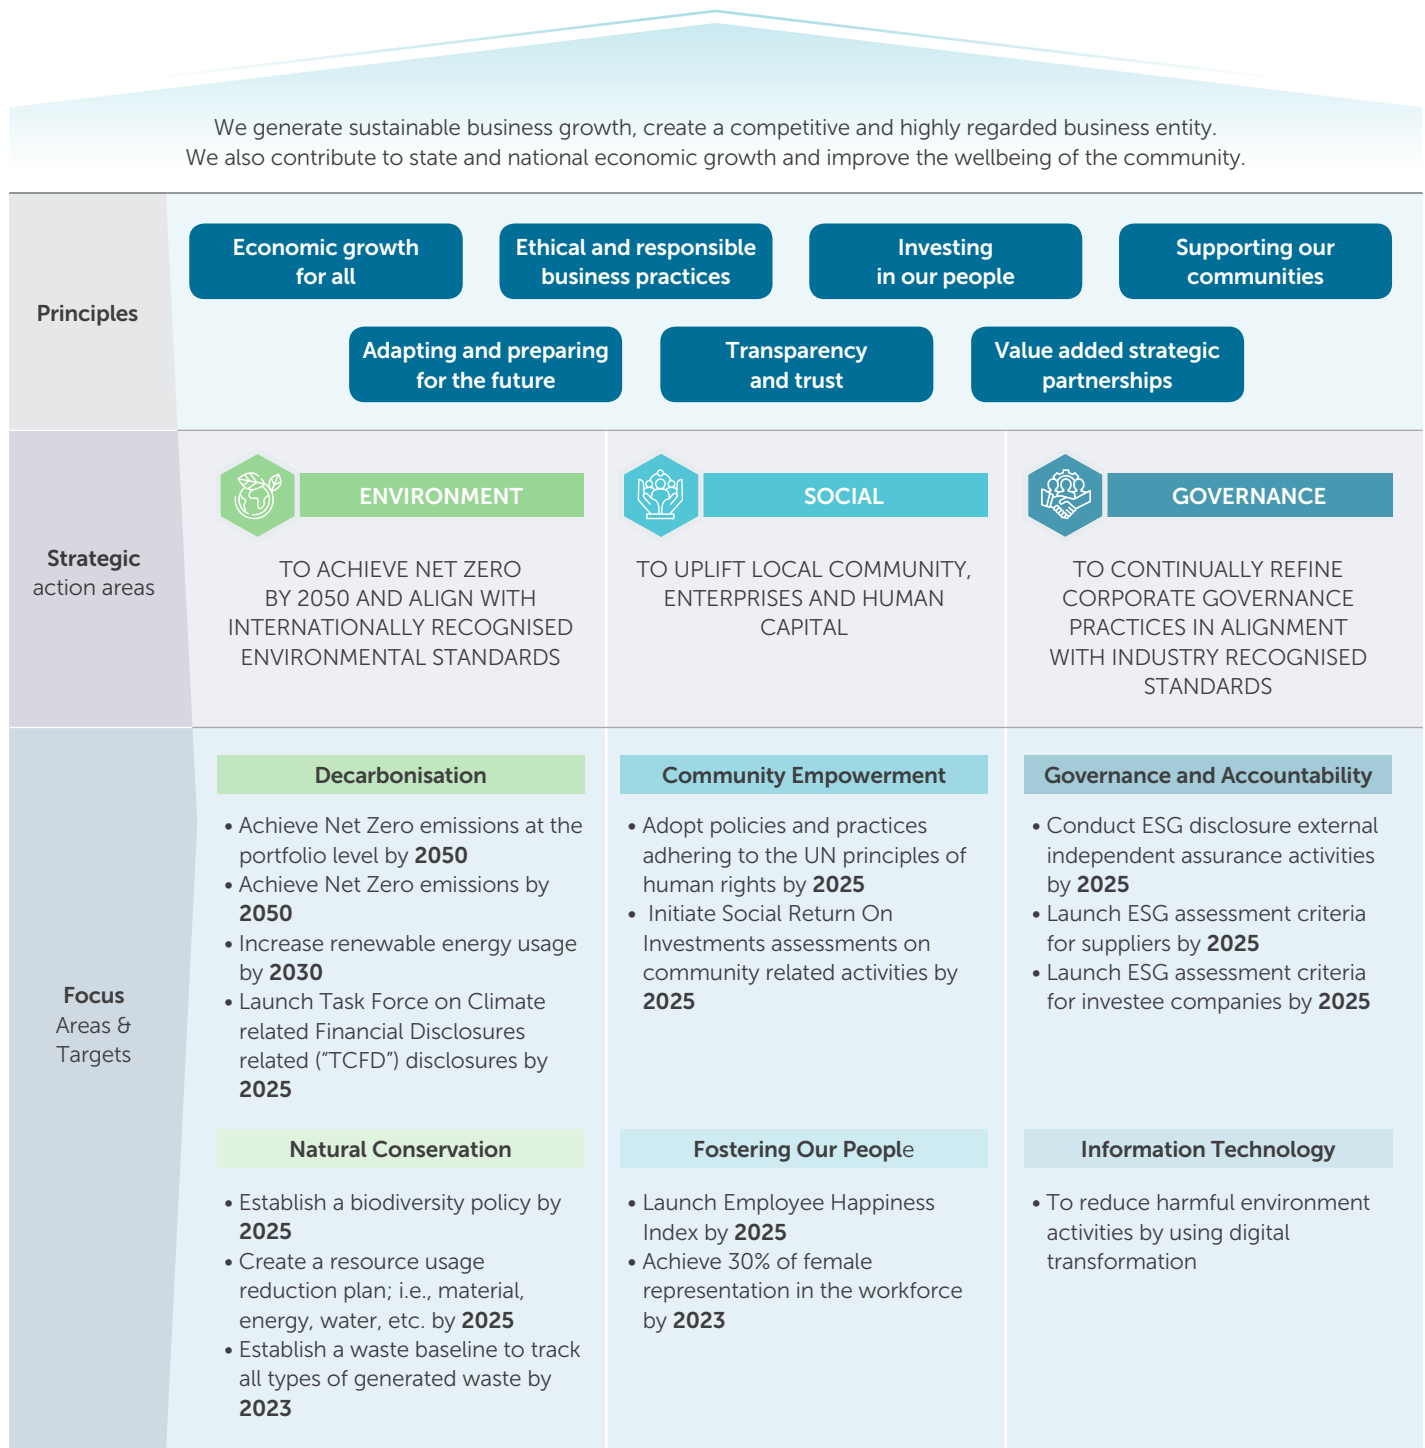 We generate sustainable business growth, create a competitive and highly regarded business entity.
We also contribute to state and national economic growth and improve the wellbeing of the community.
Principles
Economic growth
for all
Ethical and responsible
business practices
Investing
in our people
Supporting our
communities
Adapting and preparing
for the future
Transparency
and trust
Value added strategic
partnerships
Strategic
action areas
ENVIRONMENT
TO ACHIEVE NET ZERO
BY 2050 AND ALIGN WITH
INTERNATIONALLY RECOGNISED
ENVIRONMENTAL STANDARDS
SOCIAL
TO UPLIFT LOCAL COMMUNITY,
ENTERPRISES AND HUMAN
CAPITAL
GOVERNANCE
TO CONTINUALLY REFINE
CORPORATE GOVERNANCE
PRACTICES IN ALIGNMENT
WITH INDUSTRY RECOGNISED
STANDARDS
Focus
Areas &
Targets
Decarbonisation
• Achieve Net Zero emissions at the
portfolio level by 2050
• Achieve Net Zero emissions by
2050
• Increase renewable energy usage
by 2030
• Launch Task Force on Climate
related Financial Disclosures
related (“TCFD”) disclosures by
2025
Natural Conservation
• Establish a biodiversity policy by
2025
• Create a resource usage
reduction plan; i.e., material,
energy, water, etc. by 2025
• Establish a waste baseline to track
all types of generated waste by
2023
Community Empowerment
• Adopt policies and practices
adhering to the UN principles of
human rights by 2025
• Initiate Social Return On
Investments assessments on
community related activities by
2025
Fostering Our People
• Launch Employee Happiness
Index by 2025
• Achieve 30% of female
representation in the workforce
by 2023
Governance and Accountability
• Conduct ESG disclosure external
independent assurance activities
by 2025
• Launch ESG assessment criteria
for suppliers by 2025
• Launch ESG assessment criteria
for investee companies by 2025
Information Technology
• To reduce harmful environment
activities by using digital
transformation